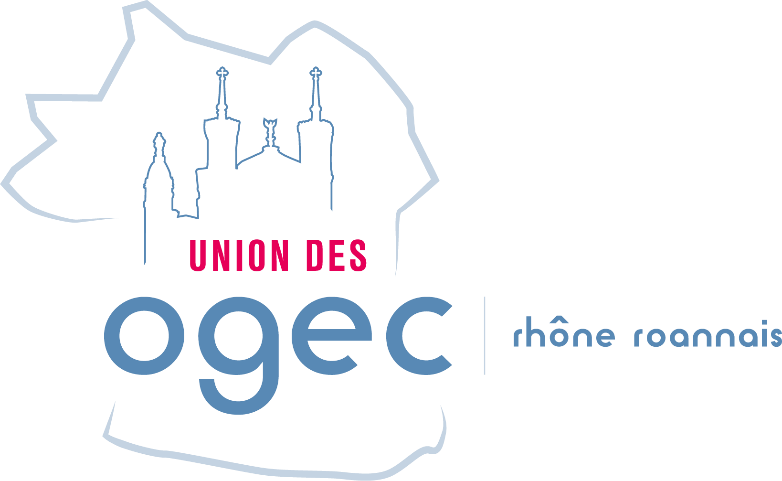 UNION DES
ogec
rhône roannais